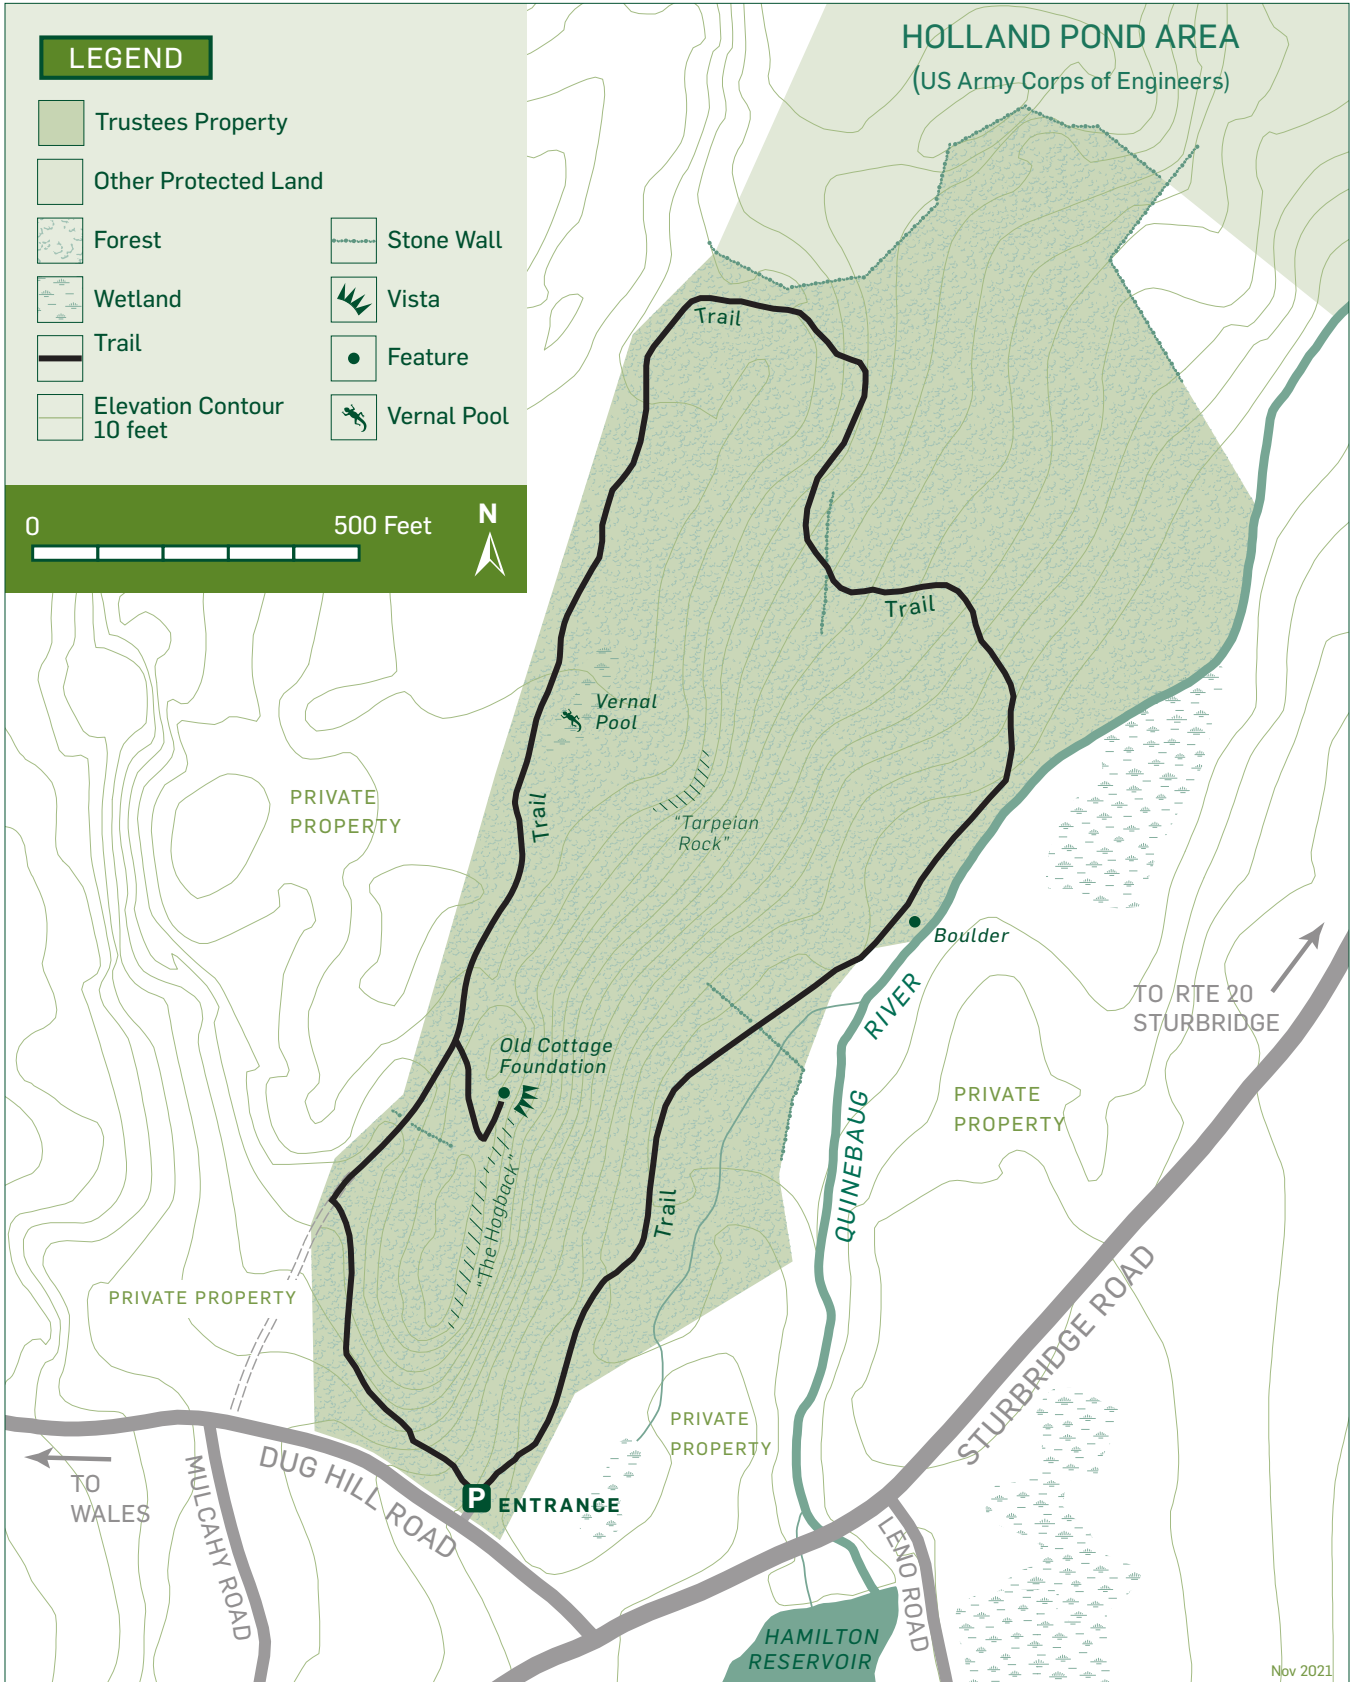 LEGEND
Trustees Property
Other Protected Land
Forest
Wetland
Trail
Elevation Contour
10 feet
Stone Wall
Vista
Feature
Vernal Pool
0
500 Feet
N
HOLLAND POND AREA
(US Army Corps of Engineers)
Trail
Trail
Vernal
Pool
PRIVATE
PROPERTY
Trail
"Tarpeian
Rock"
Boulder
TO RTE 20
STURBRIDGE
QUINEBAUG RIVER
Old Cottage
Foundation
PRIVATE
PROPERTY
"The Hogback"
Trail
PRIVATE PROPERTY
STURBRIDGE ROAD
PRIVATE
PROPERTY
TO
WALES
MULCAHY ROAD
DUG HILL ROAD
P ENTRANCE
LENO ROAD
HAMILTON
RESERVOIR
Nov 2021